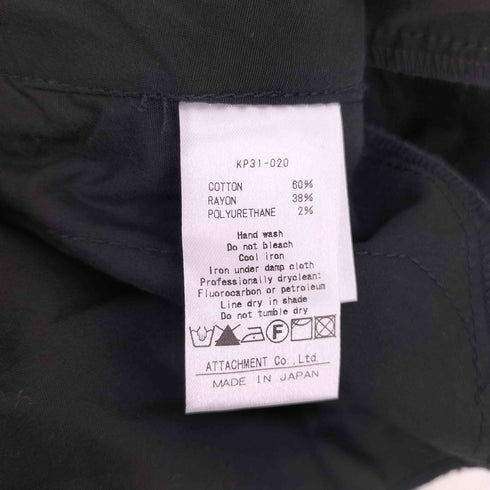 KP31-020
COTTON 60%
RAYON 38%
POLYURETHANE 2%
Hand wash
Do not bleach
Cool iron
Iron under damp cloth
Professionally dryclean:
Fluorocarbon or petroleum
Line dry in shade
Do not tumble dry
F
ATTACHMENT Co.,Ltd.
MADE IN JAPAN